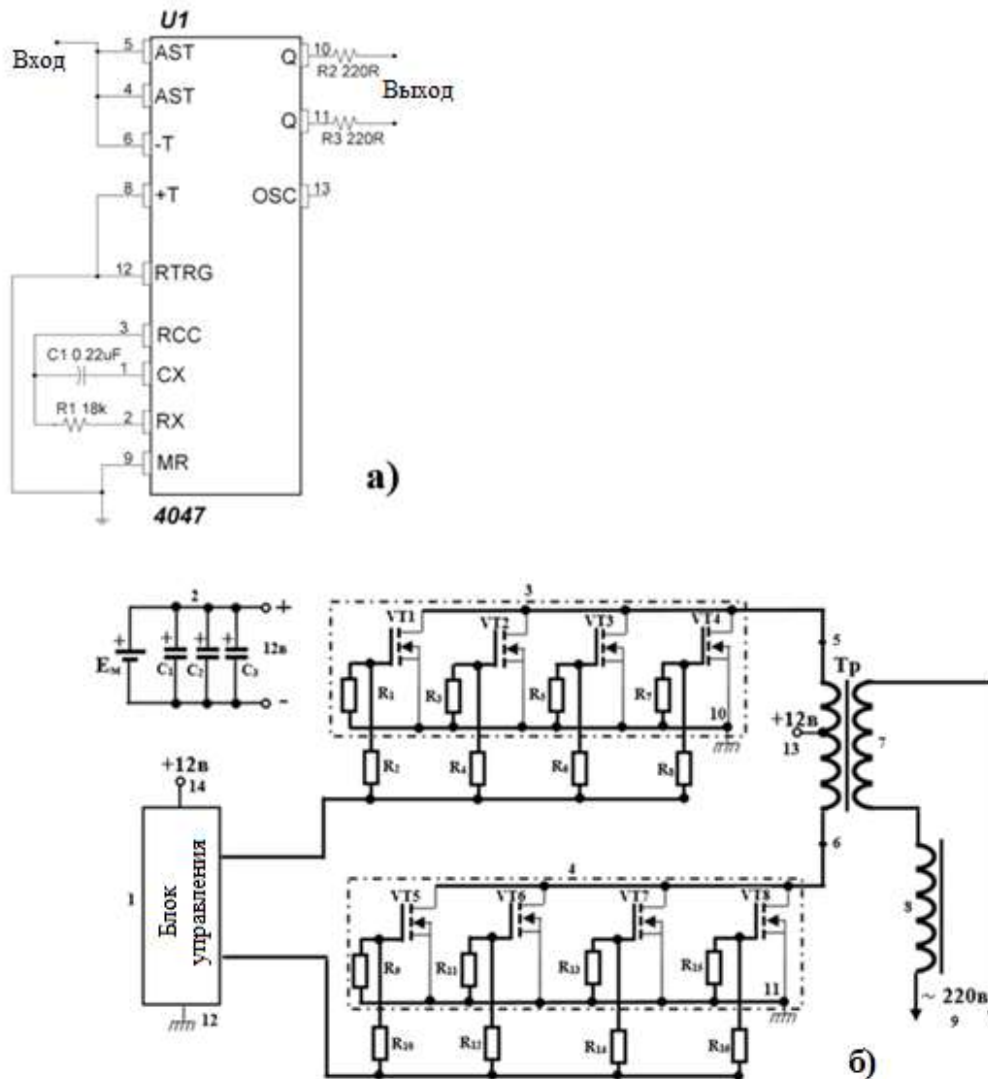 U1
Вход
5 AST
Q 10
R2 220R
4 AST
Выход
6 -T
Q 11
R3 220R
8 +T
OSC 13
12 RTRG
3 RCC
C1 0.22uF
1 CX
R1 18k
2 RX
9 MR
а)
4047
2
+
E
C₁ C₂ C₃
12в
-
3
VT1 VT2 VT3 VT4
R₁ R₃ R₅ R₇
10
R₂ R₄ R₆ R₈
5
Тр
+12в
13
7
6
+12в
14
1
Блок
управления
12
4
VT5 VT6 VT7 VT8
R₉ R₁₁ R₁₃ R₁₅
11
R₁₀ R₁₂ R₁₄ R₁₆
8
~ 220в
9
б)